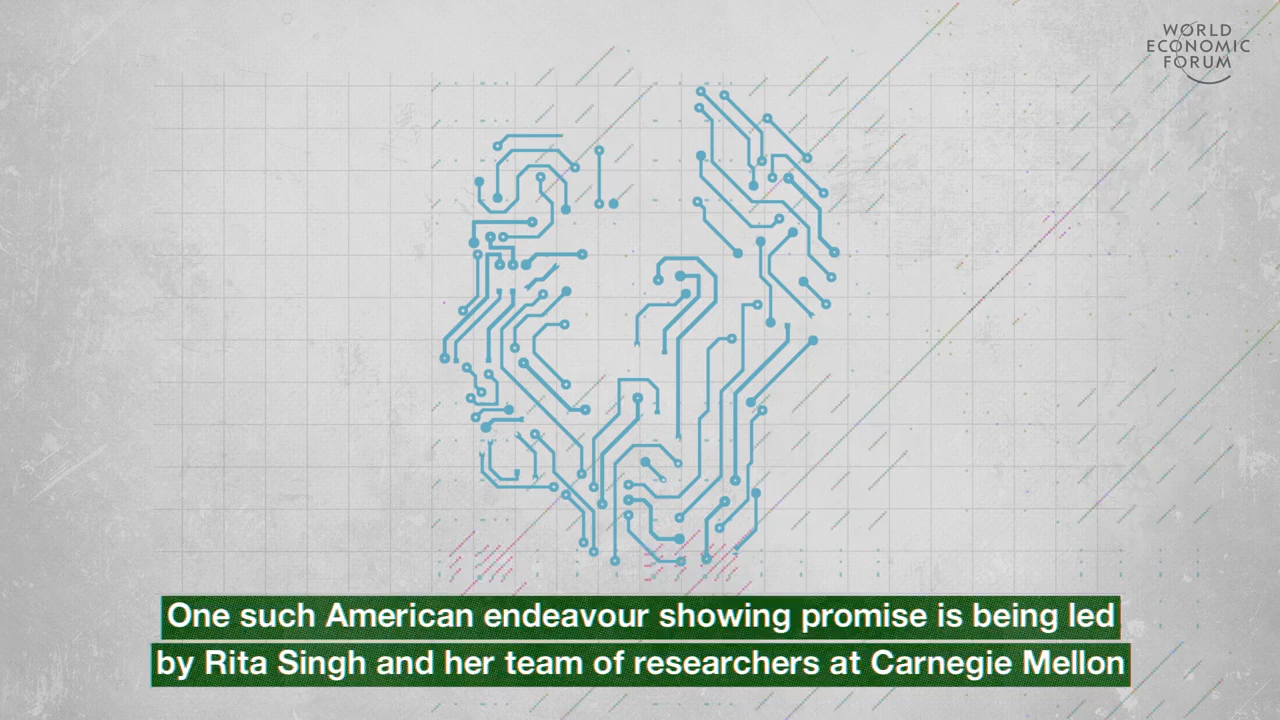 WORLD
ECONOMIC
FORUM
One such American endeavour showing promise is being led
by Rita Singh and her team of researchers at Carnegie Mellon